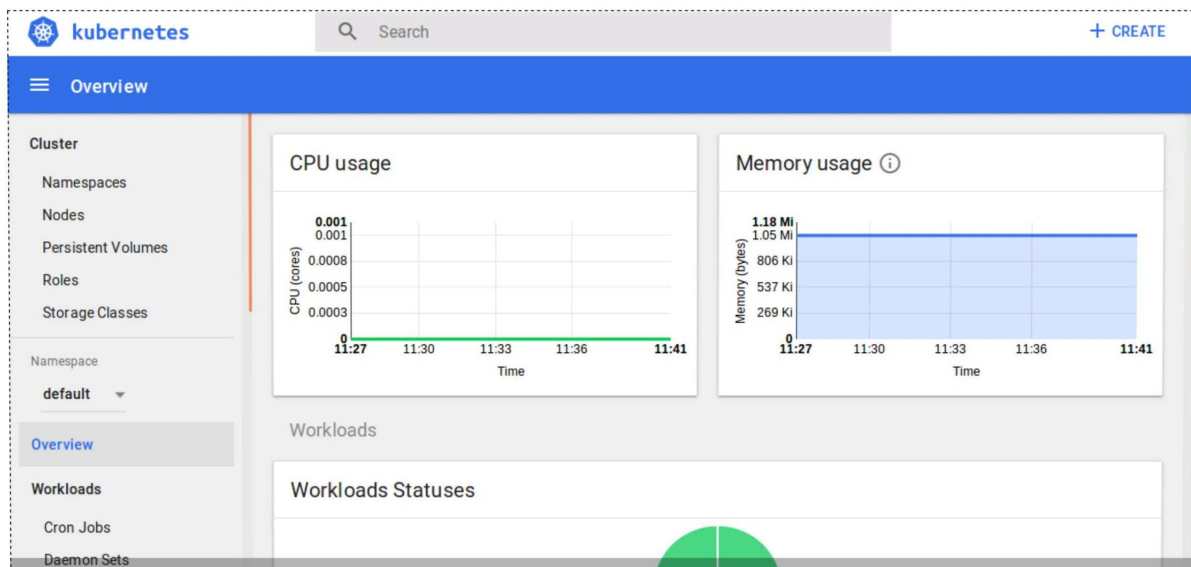 kubernetes
Search
+ CREATE
Overview
Cluster
Namespaces
Nodes
Persistent Volumes
Roles
Storage Classes
Namespace
default
Overview
Workloads
Cron Jobs
Daemon Sets
CPU usage
CPU (cores)
0.001
0.001
0.0008
0.0005
0.0003
0
11:27 11:30 11:33 11:36 11:41
Time
Memory usage
Memory (bytes)
1.18 Mi
1.05 Mi
806 Ki
537 Ki
269 Ki
0
11:27 11:30 11:33 11:36 11:41
Time
Workloads
Workloads Statuses